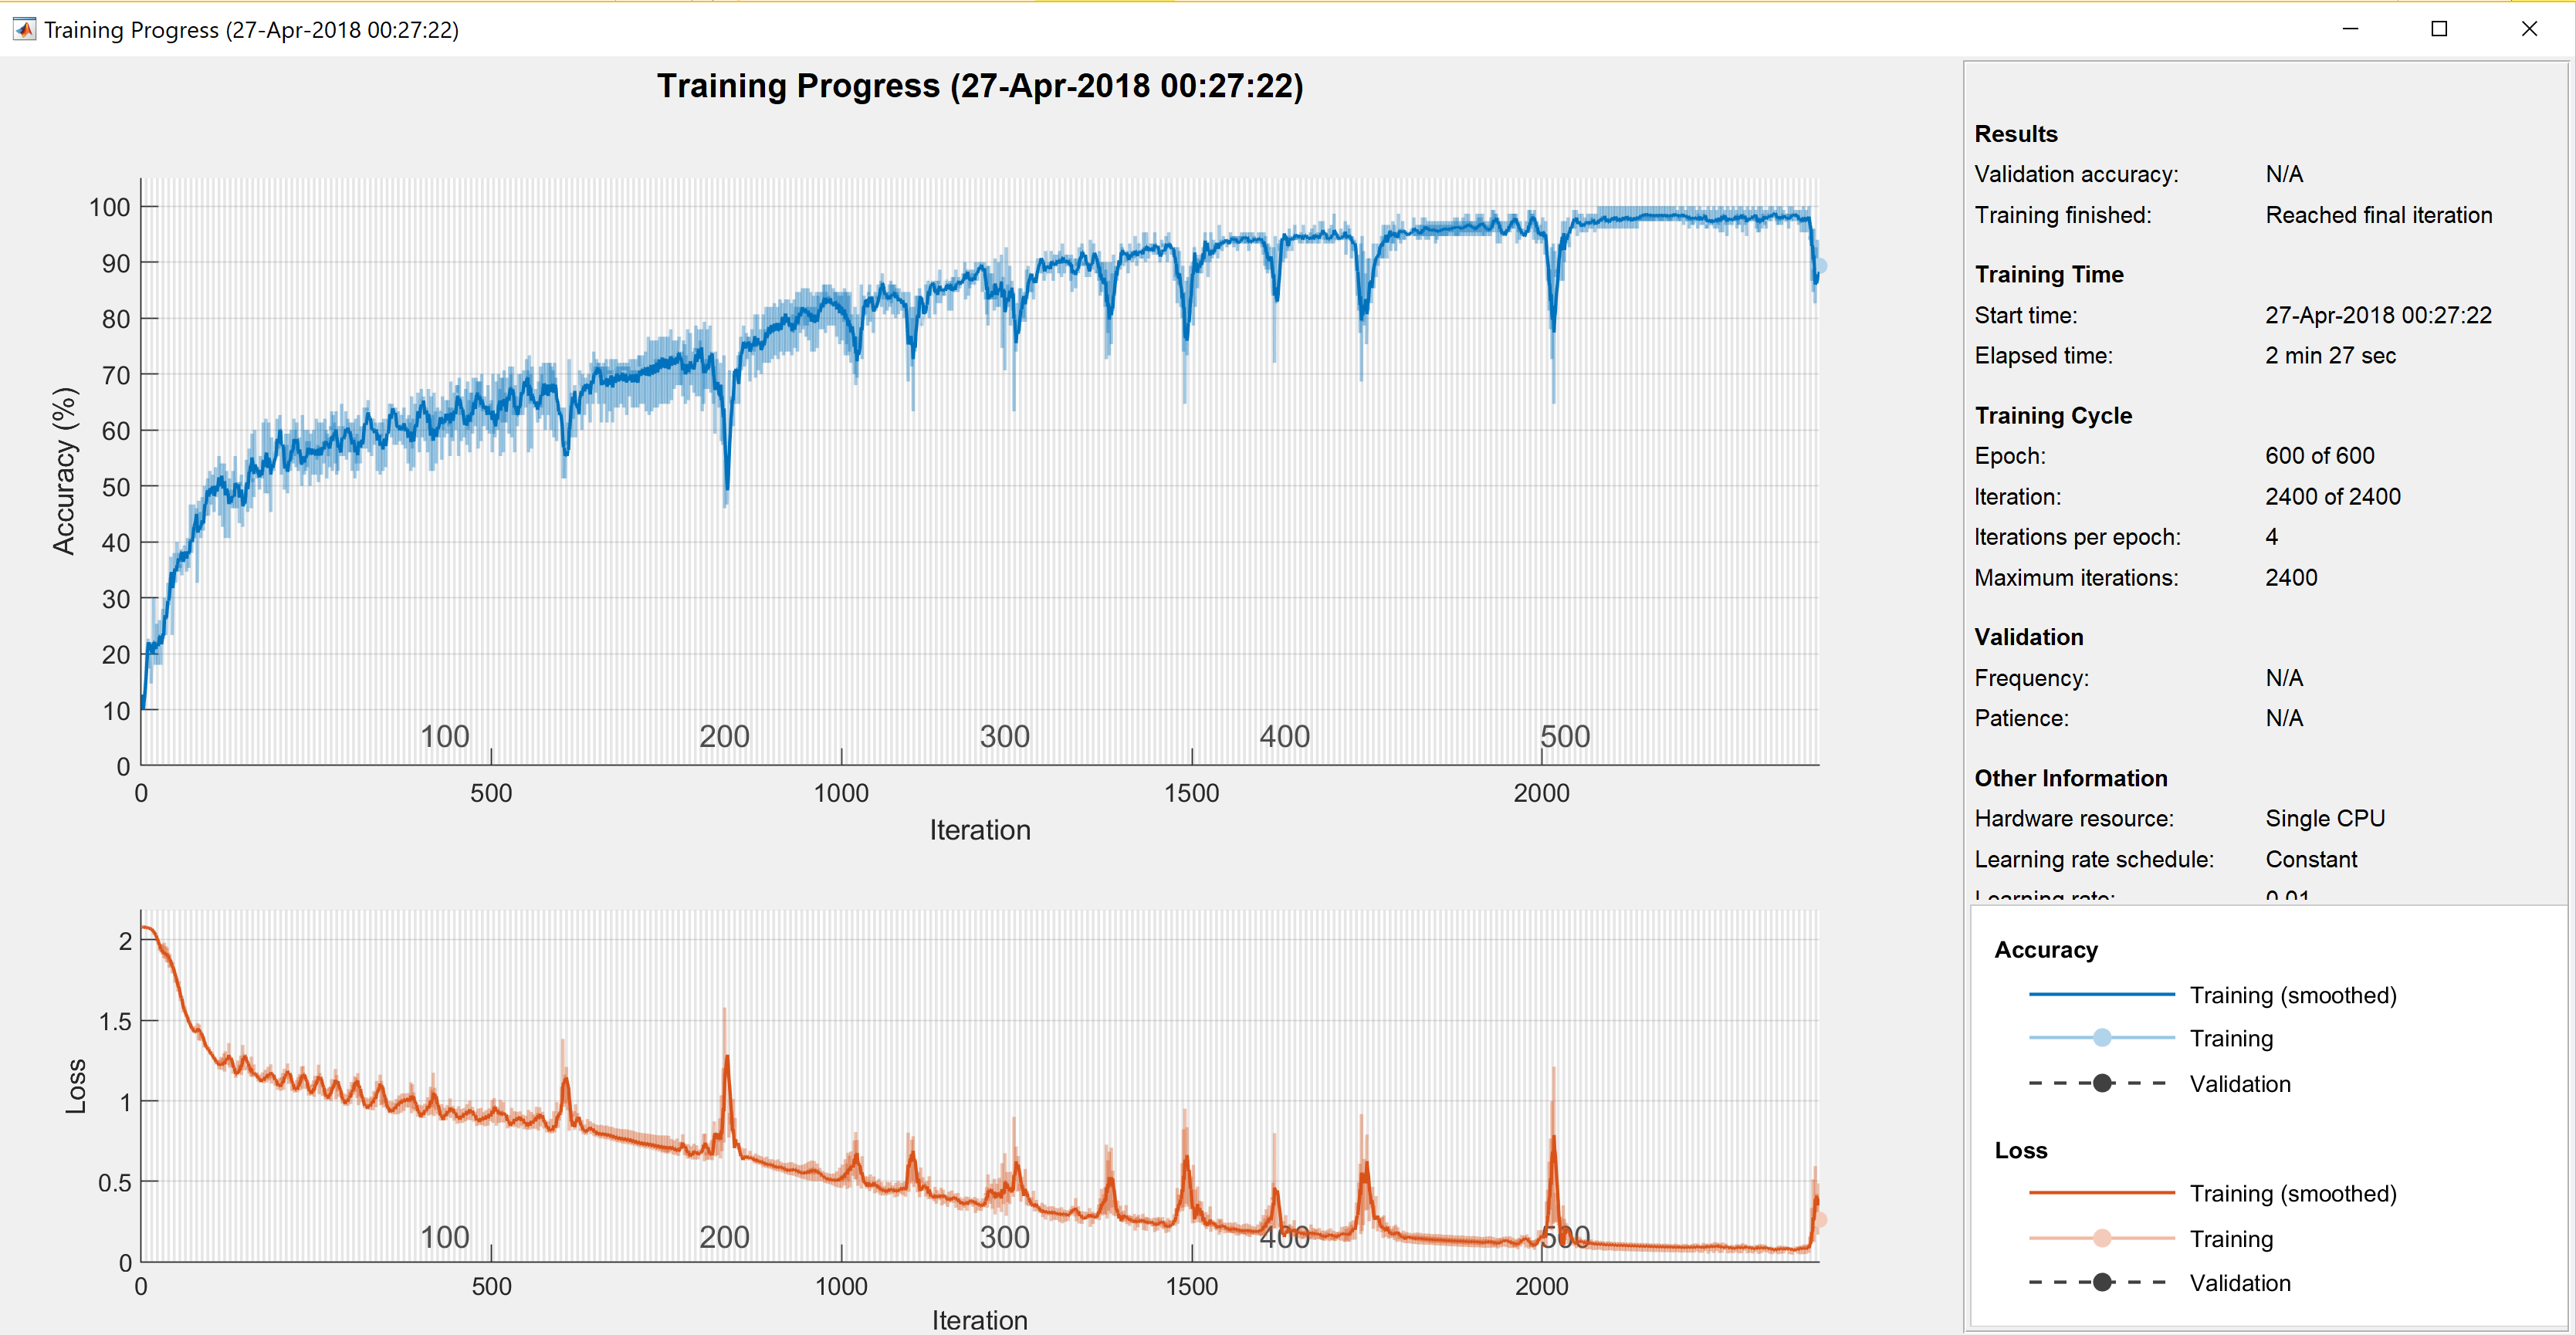 Training Progress (27-Apr-2018 00:27:22)
Training Progress (27-Apr-2018 00:27:22)
100
90
80
70
60
50
40
30
20
10
0
Accuracy (%)
100 200 300 400 500
0 500 1000 1500 2000
Iteration
2
1.5
1
0.5
0
Loss
100 200 300 400 500
0 500 1000 1500 2000
Iteration
Results
Validation accuracy: N/A
Training finished: Reached final iteration
Training Time
Start time: 27-Apr-2018 00:27:22
Elapsed time: 2 min 27 sec
Training Cycle
Epoch: 600 of 600
Iteration: 2400 of 2400
Iterations per epoch: 4
Maximum iterations: 2400
Validation
Frequency: N/A
Patience: N/A
Other Information
Hardware resource: Single CPU
Learning rate schedule: Constant
Learning rate: 0.01
Accuracy
Training (smoothed)
Training
Validation
Loss
Training (smoothed)
Training
Validation